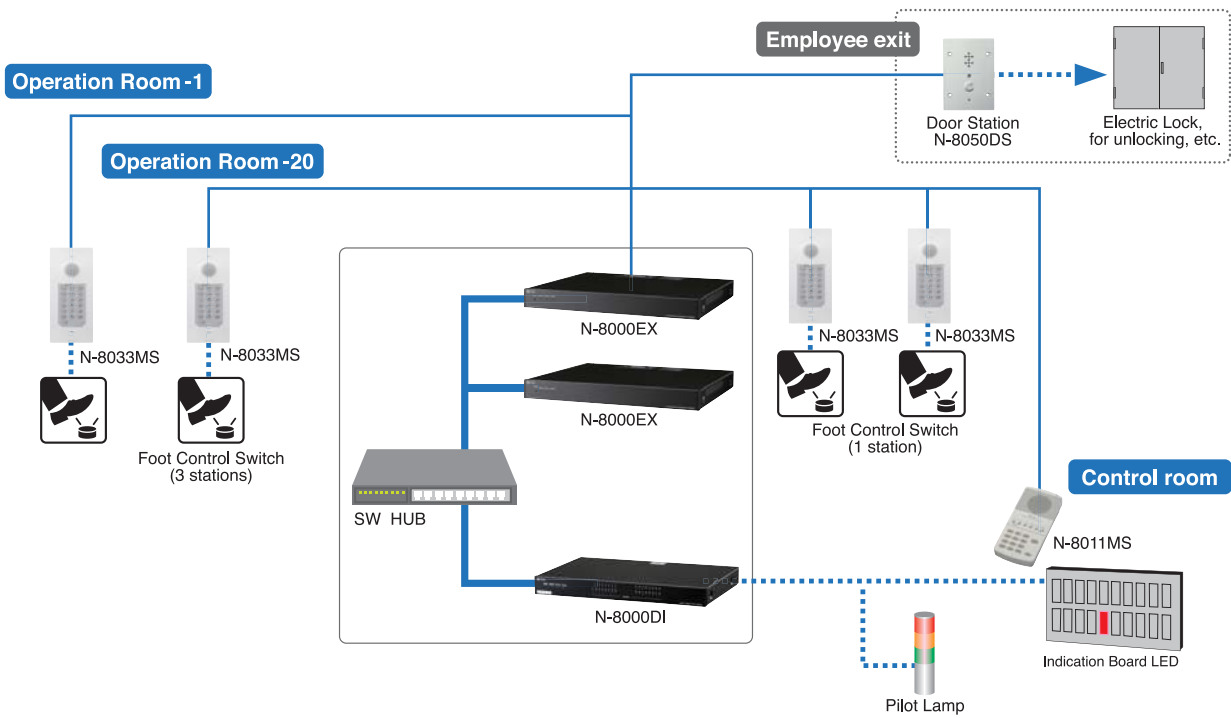 Employee exit
Operation Room-1
Door Station
N-8050DS
Electric Lock,
for unlocking, etc.
Operation Room-20
N-8000EX
N-8033MS
N-8033MS
N-8033MS
N-8033MS
N-8000EX
Foot Control Switch
(3 stations)
Foot Control Switch
(1 station)
Control room
SW HUB
N-8011MS
N-8000DI
Indication Board LED
Pilot Lamp